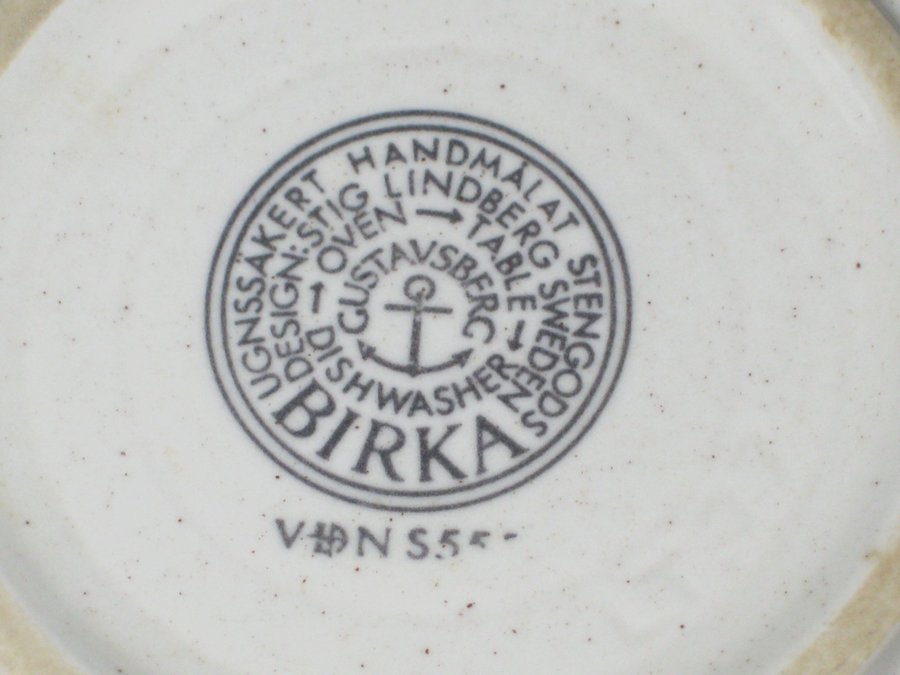 UGNSSÄKERT HANDMÅLAT STENGODS
DESIGN: STIG LINDBERG SWEDEN
OVEN → TABLE → DISHWASHER →
GUSTAVSBERG
BIRKA